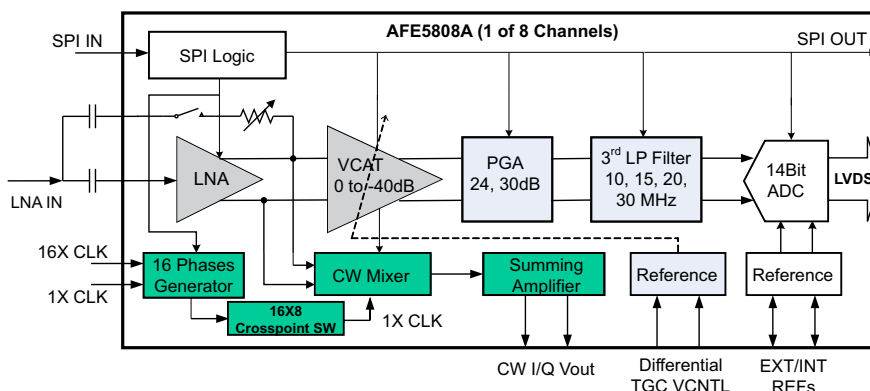 AFE5808A (1 of 8 Channels)
SPI IN
SPI Logic
SPI OUT
LNA
VCAT
0 to -40dB
PGA
24, 30dB
3rd LP Filter
10, 15, 20,
30 MHz
14Bit
ADC
LVDS
LNA IN
16X CLK
1X CLK
16 Phases
Generator
CW Mixer
Summing
Amplifier
Reference
Reference
16X8
Crosspoint SW
1X CLK
CW I/Q Vout
Differential
TGC VCNTL
EXT/INT
REFs